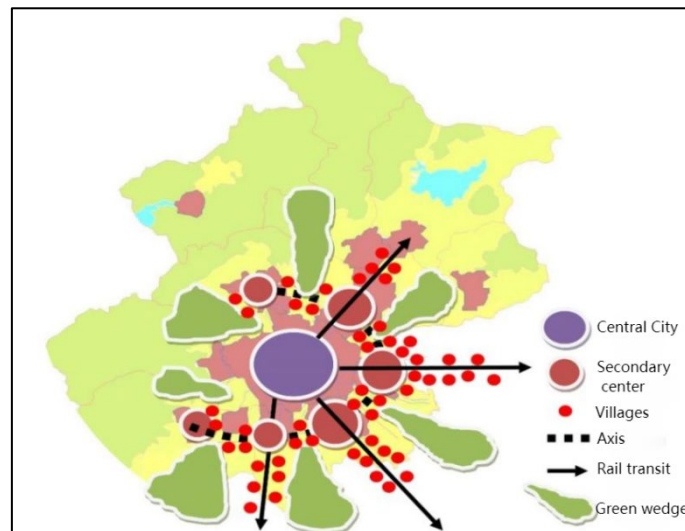 Central City
Secondary
center
Villages
Axis
Rail transit
Green wedge